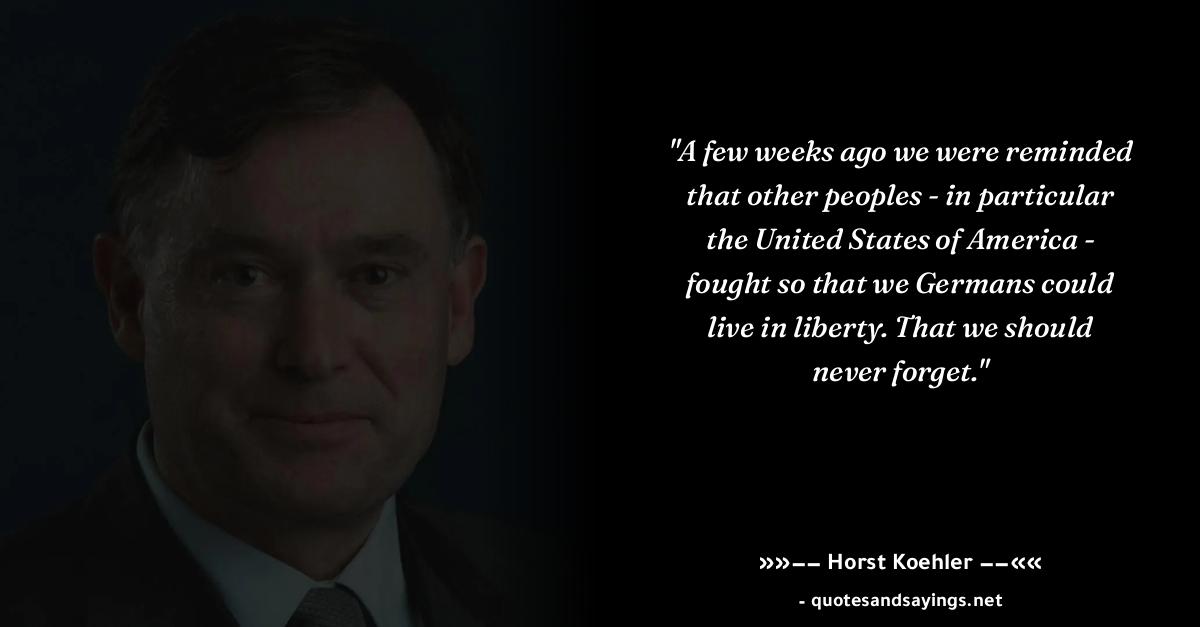 "A few weeks ago we were reminded
that other peoples - in particular
the United States of America -
fought so that we Germans could
live in liberty. That we should
never forget."
»»-- Horst Koehler --««
- quotesandsayings.net